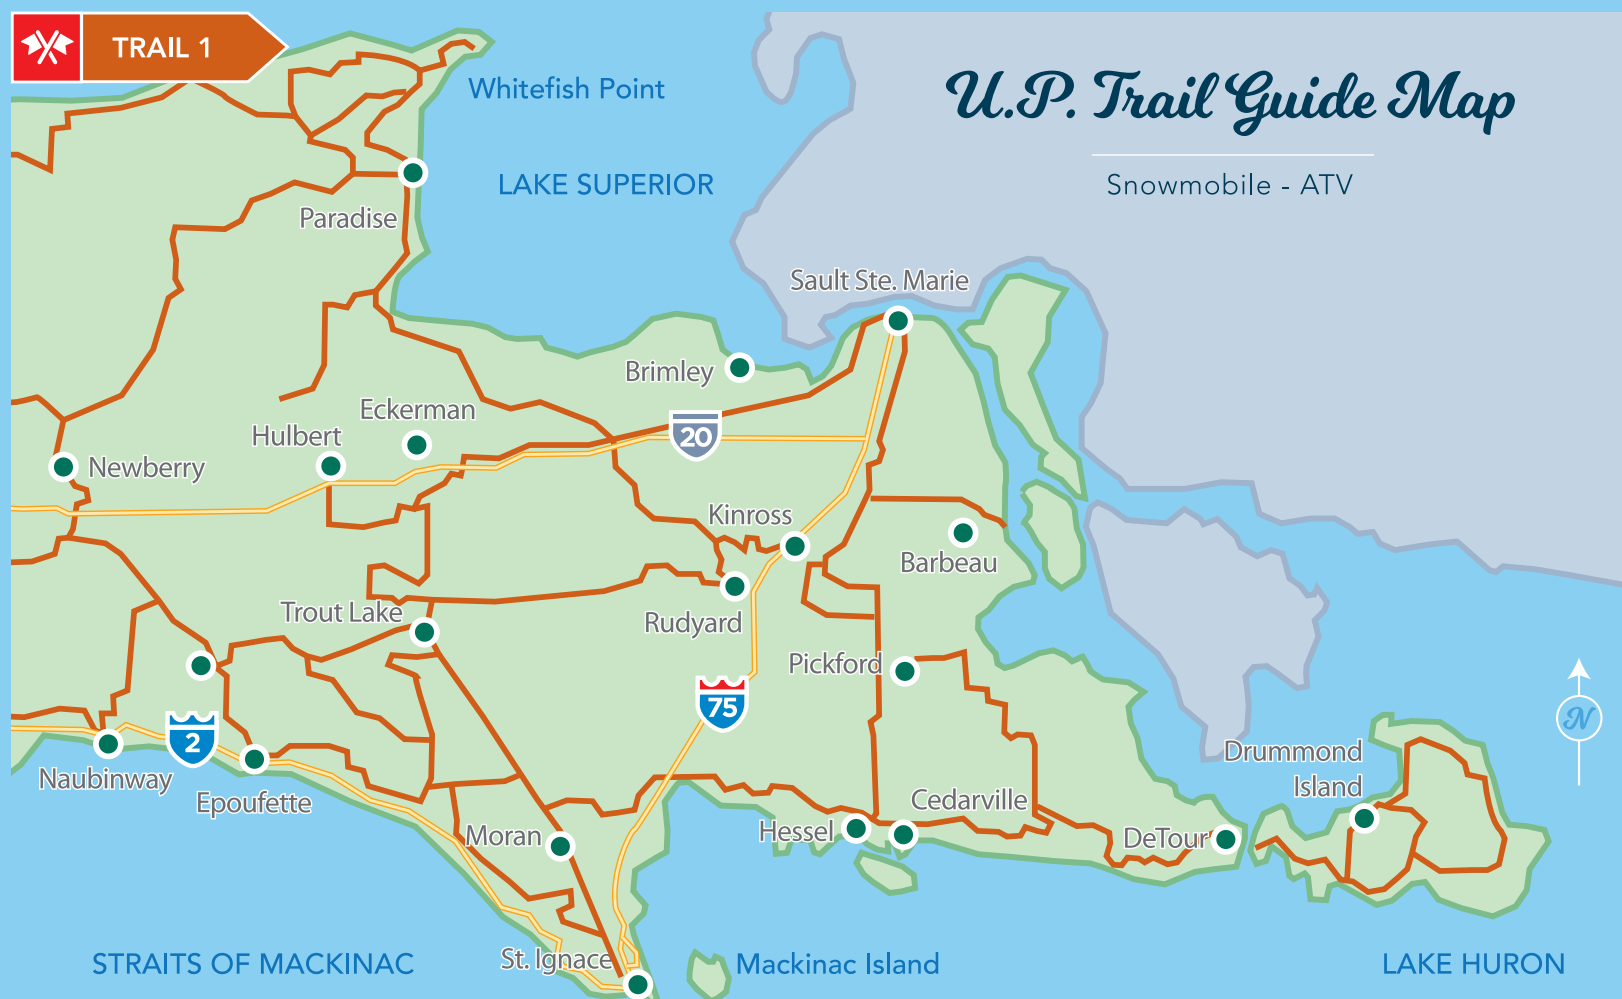 TRAIL 1
U.P. Trail Guide Map
Snowmobile - ATV
Whitefish Point
LAKE SUPERIOR
Paradise
Sault Ste. Marie
Brimley
Eckerman
Hulbert
20
Newberry
Kinross
Barbeau
Trout Lake
Rudyard
Pickford
75
2
Naubinway
Epoufette
N
Drummond
Island
Cedarville
Moran
Hessel
DeTour
St. Ignace
STRAITS OF MACKINAC
Mackinac Island
LAKE HURON